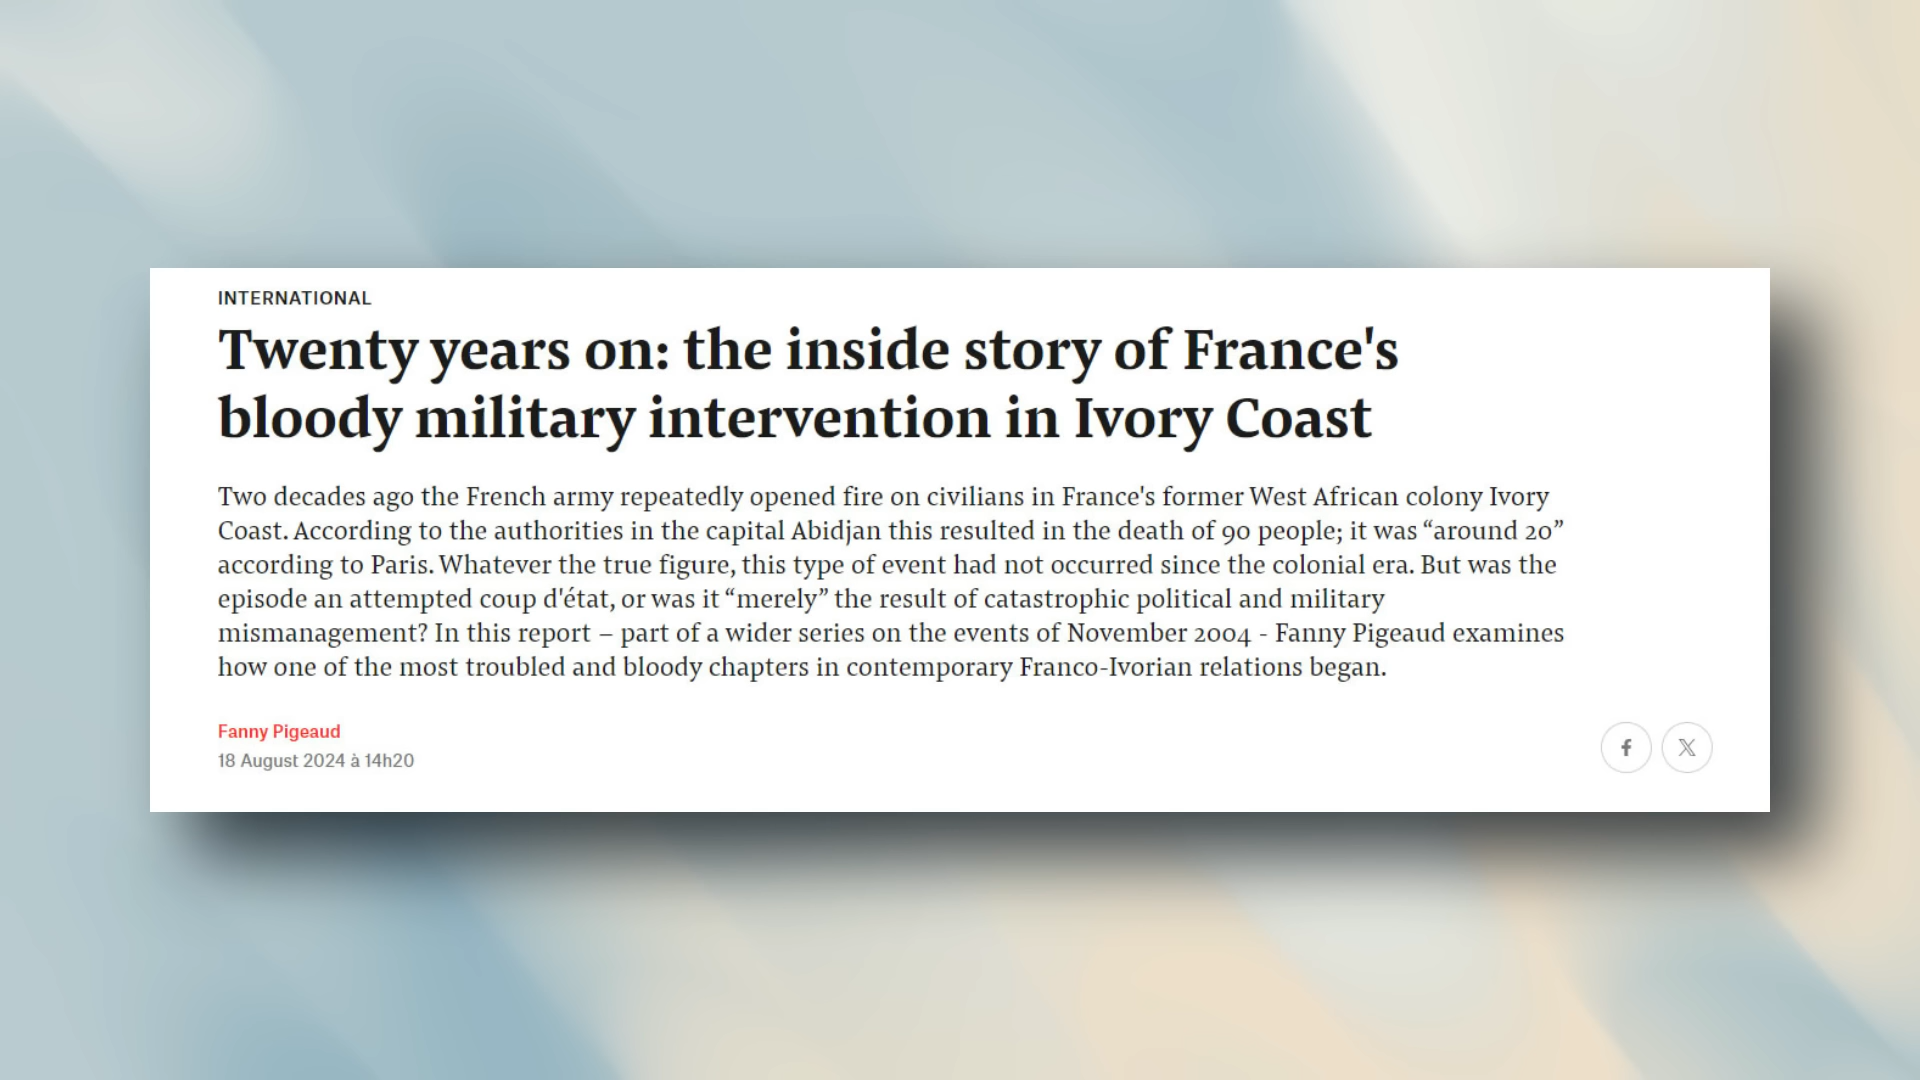 INTERNATIONAL
Twenty years on: the inside story of France's
bloody military intervention in Ivory Coast
Two decades ago the French army repeatedly opened fire on civilians in France's former West African colony Ivory
Coast. According to the authorities in the capital Abidjan this resulted in the death of 90 people; it was “around 20”
according to Paris. Whatever the true figure, this type of event had not occurred since the colonial era. But was the
episode an attempted coup d'état, or was it “merely” the result of catastrophic political and military
mismanagement? In this report – part of a wider series on the events of November 2004 - Fanny Pigeaud examines
how one of the most troubled and bloody chapters in contemporary Franco-Ivorian relations began.
Fanny Pigeaud
18 August 2024 à 14h20